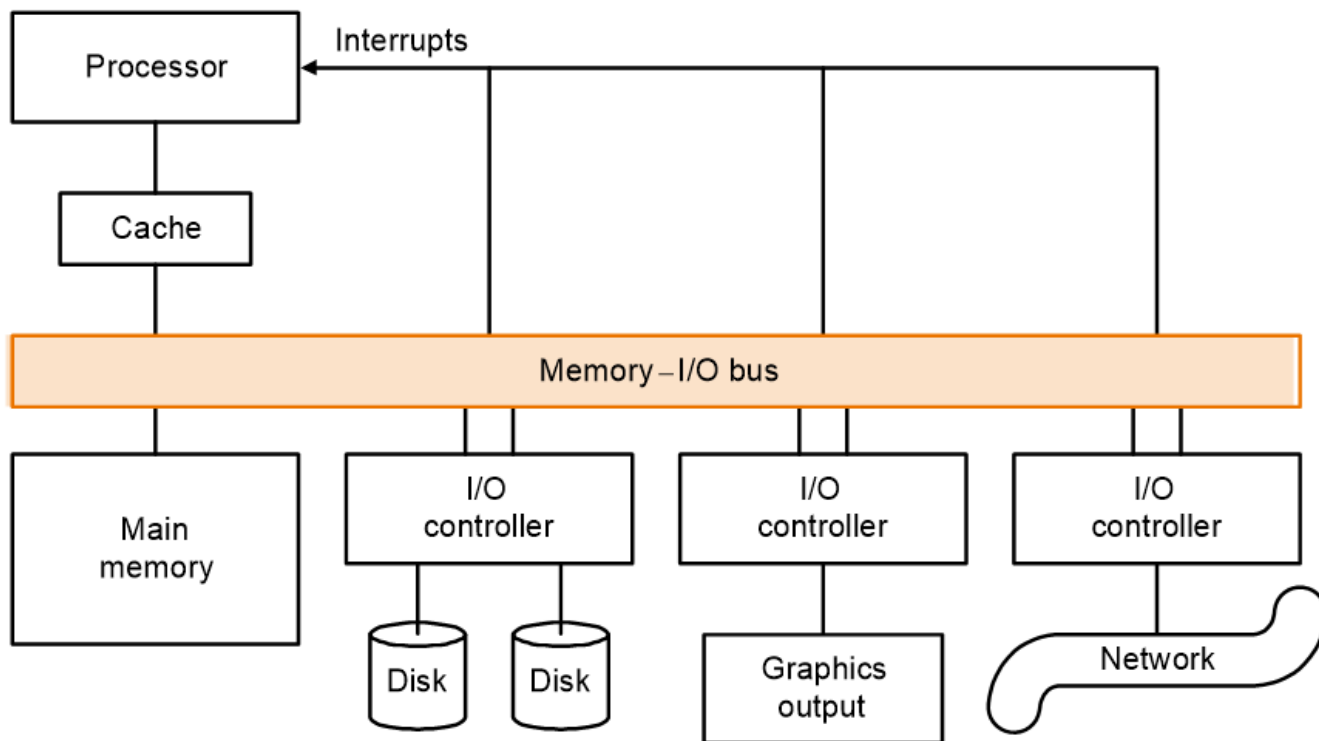 Interrupts
Processor
Cache
Memory – I/O bus
Main
memory
I/O
controller
I/O
controller
I/O
controller
Disk
Disk
Graphics
output
Network